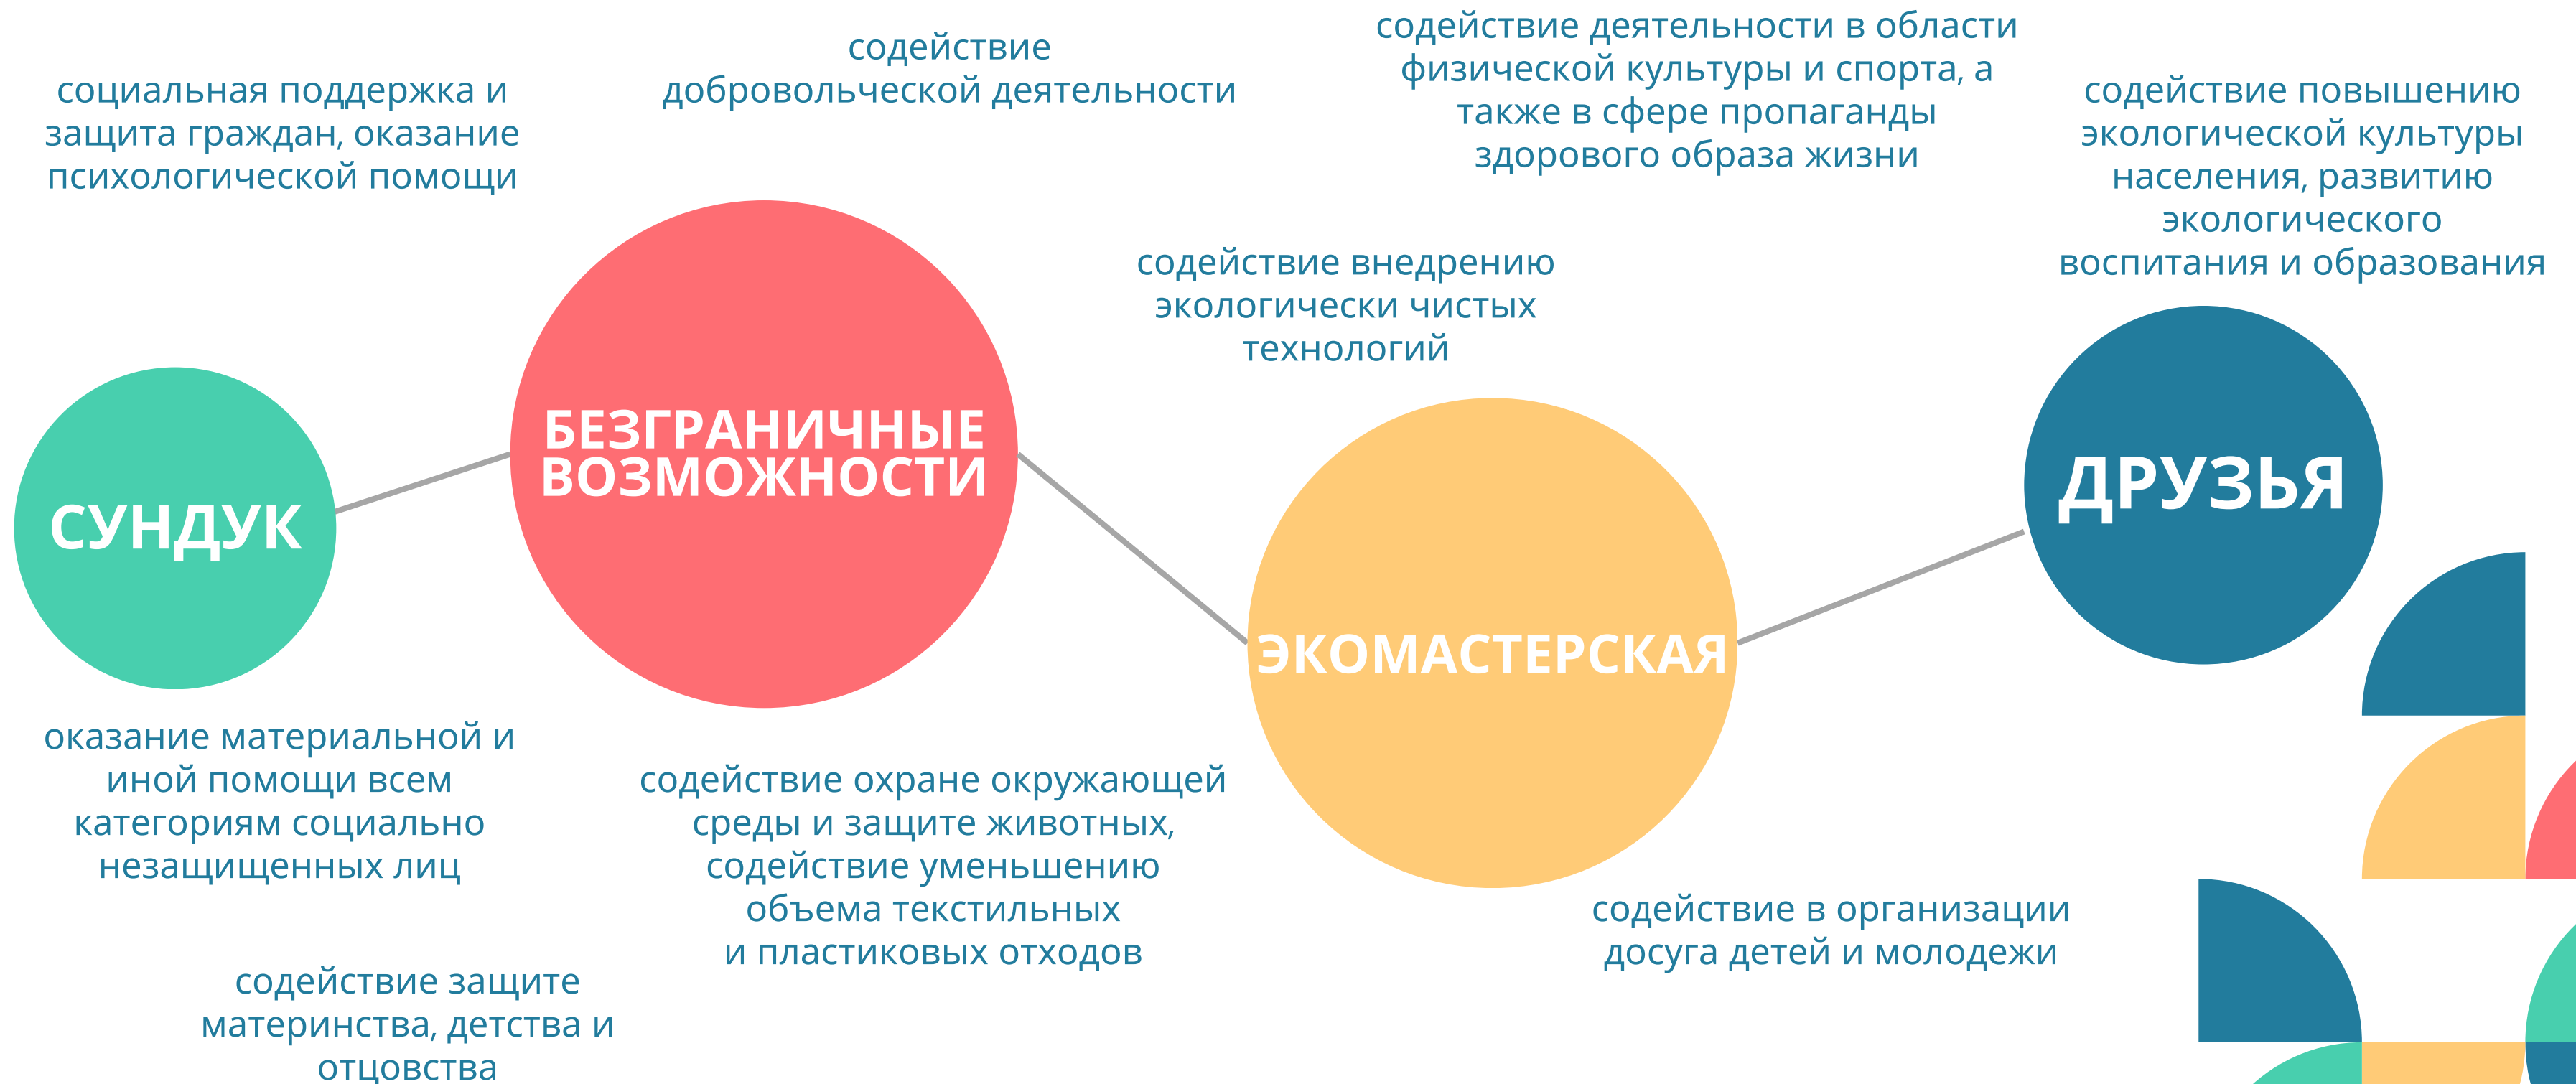 социальная поддержка и
защита граждан, оказание
психологической помощи
содействие
добровольческой деятельности
содействие деятельности в области
физической культуры и спорта, а
также в сфере пропаганды
здорового образа жизни
содействие повышению
экологической культуры
населения, развитию
экологического
воспитания и образования
содействие внедрению
экологически чистых
технологий
СУНДУК
БЕЗГРАНИЧНЫЕ
ВОЗМОЖНОСТИ
ЭКОМАСТЕРСКАЯ
ДРУЗЬЯ
оказание материальной и
иной помощи всем
категориям социально
незащищенных лиц
содействие защите
материнства, детства и
отцовства
содействие охране окружающей
среды и защите животных,
содействие уменьшению
объема текстильных
и пластиковых отходов
содействие в организации
досуга детей и молодежи